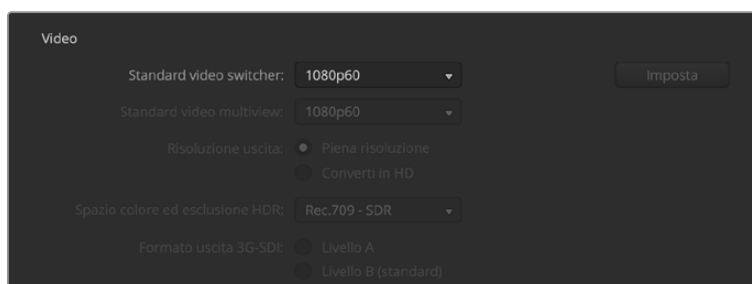 Video
Standard video switcher: 1080p60 Imposta
Standard video multiview: 1080p60
Risoluzione uscita: Piena risoluzione
Converti in HD
Spazio colore ed esclusione HDR: Rec.709 - SDR
Formato uscita 3G-SDI: Livello A
Livello B (standard)